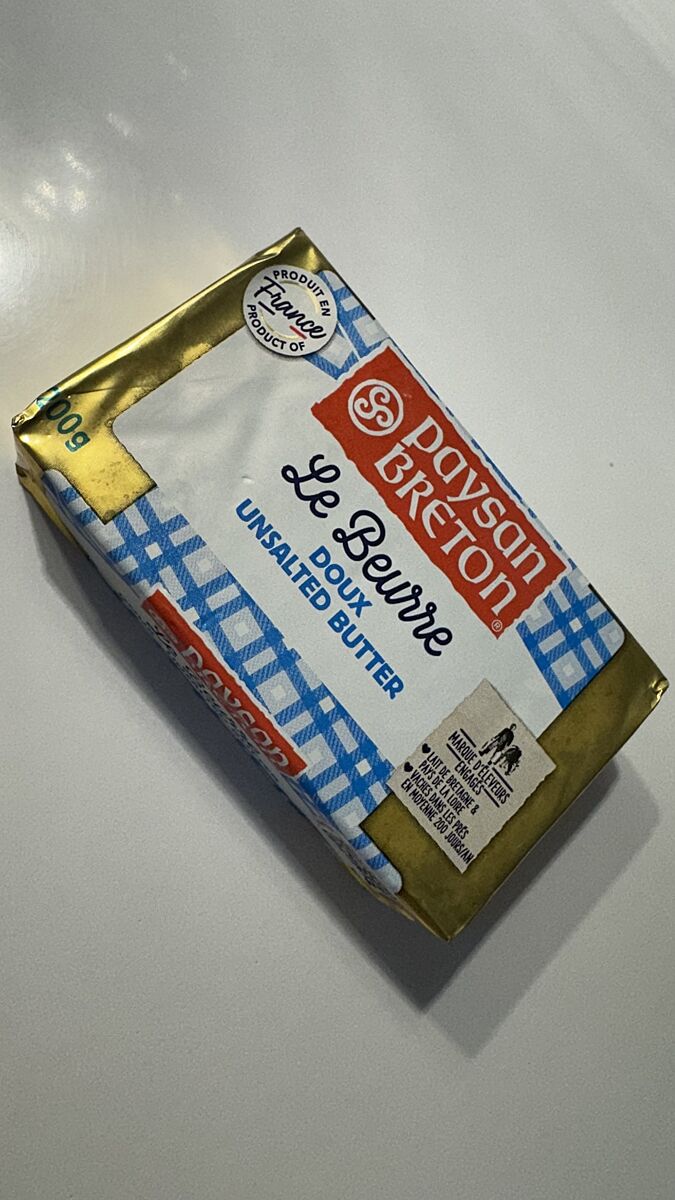 PRODUIT EN
France
PRODUCT OF
paysan
BRETON®
Le Beurre
DOUX
UNSALTED BUTTER
MARQUE D'ÉLEVEURS
ENGAGÉS
LAIT DE BRETAGNE &
PAYS DE LA LOIRE
VACHES DANS LES PRÉS
EN MOYENNE 200 JOURS/AN
paysan